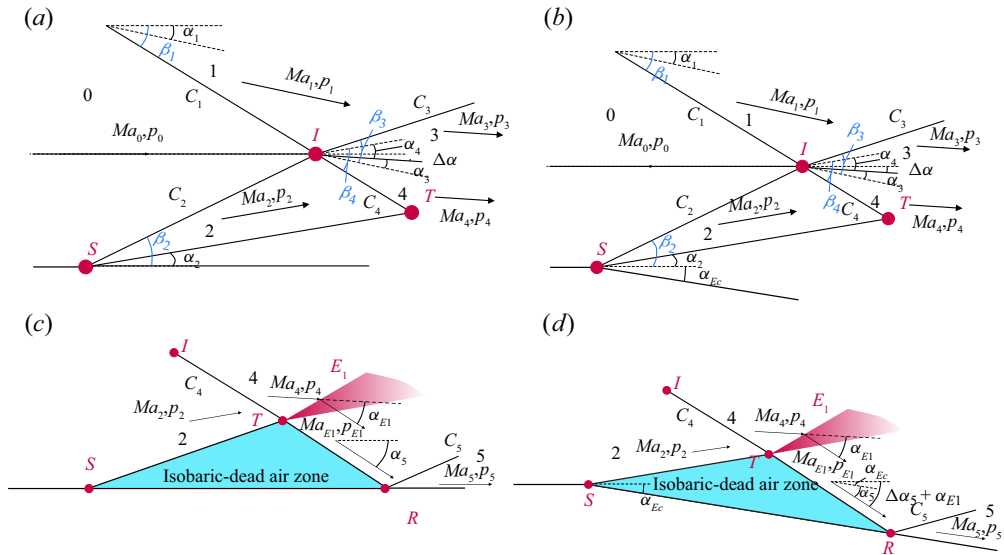 (a)
α1
β1
1
Ma1,p1
C1
0
C3
I
β3
3
Ma3,p3
Ma0,p0
α4
Δα
α3
C2
β4
4
T
Ma2,p2
C4
Ma4,p4
S
β2
2
α2
(b)
α1
β1
Ma1,p1
C1
1
C3
0
I
β3
3
Ma3,p3
Ma0,p0
α4
Δα
α3
C2
β4
4
T
Ma2,p2
C4
Ma4,p4
S
β2
2
α2
αEc
(c)
I
E1
C4
4
Ma4,p4
Ma2,p2
T
αE1
MaE1,pE1
2
α5
C5
5
S
Isobaric-dead air zone
Ma5,p5
R
(d)
I
E1
C4
4
Ma4,p4
2
Ma2,p2
T
αE1
MaE1,pE1
αEc
S
Isobaric-dead air zone
α5
Δα5 + αE1
αEc
C5
5
R
Ma5,p5